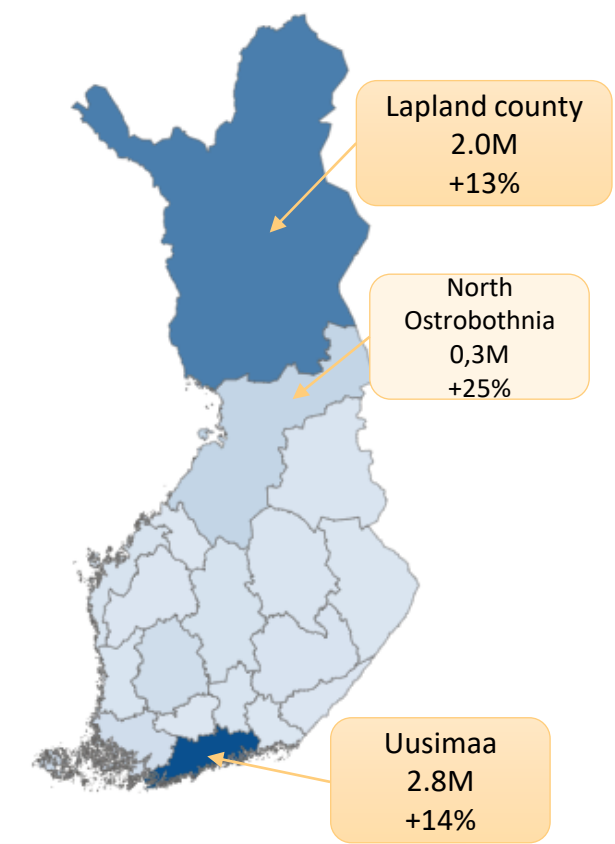 Lapland county
2.0M
+13%
North
Ostrobothnia
0,3M
+25%
Uusimaa
2.8M
+14%